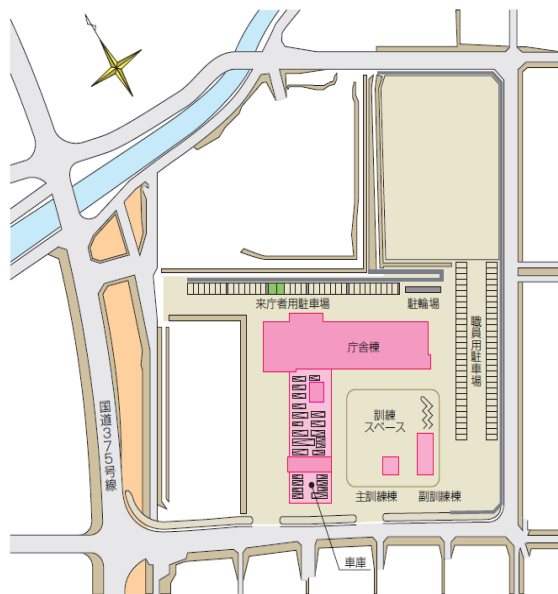 来庁者用駐車場
駐輪場
庁舎棟
職員用駐車場
訓練
スペース
国道375号線
主訓練棟
副訓練棟
車庫